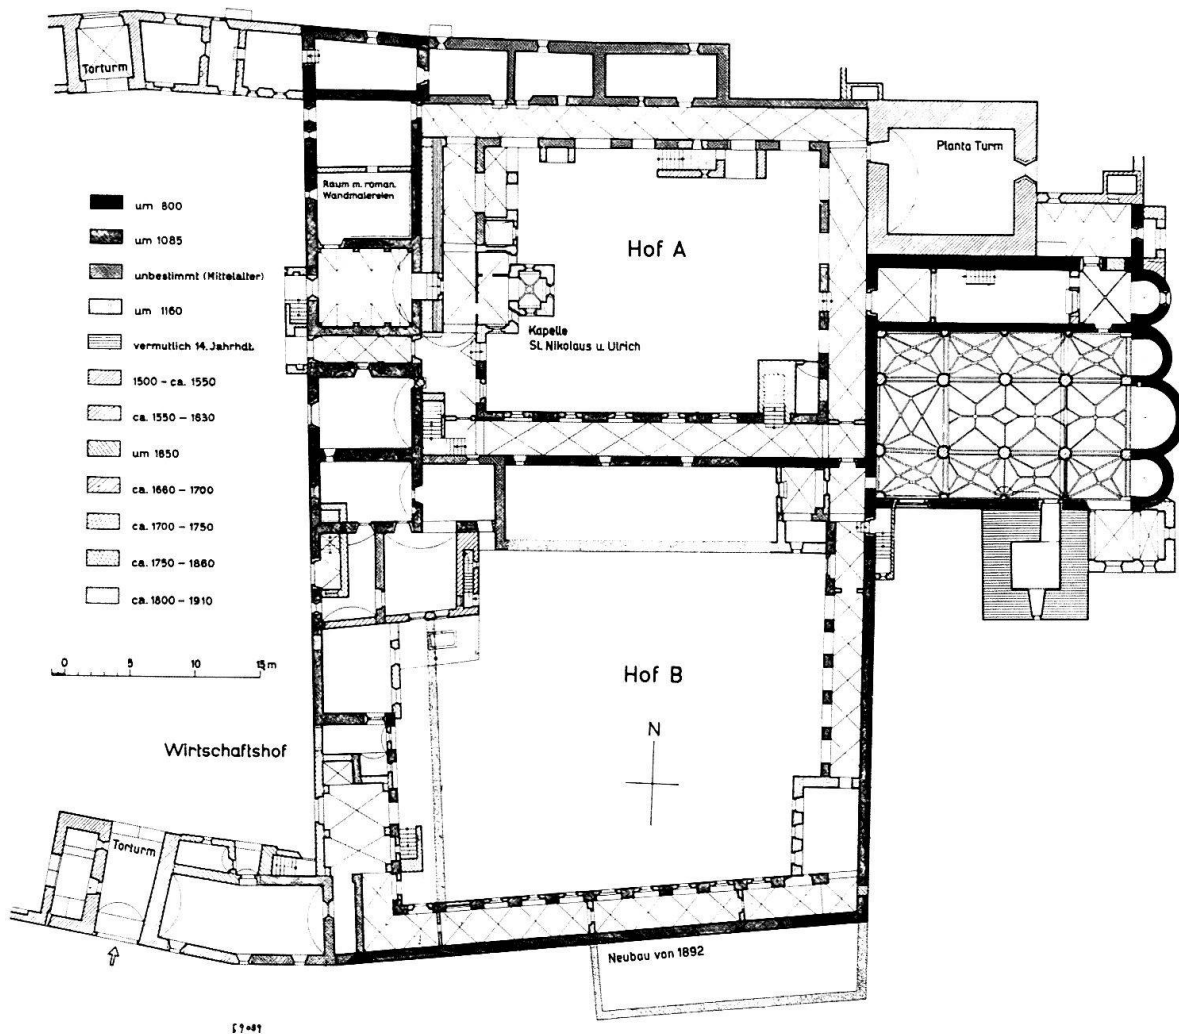 Torturm
Planta Turm
Raum m. roman.
Wandmalereien
um 800
um 1085
unbestimmt (Mittelalter)
um 1160
vermutlich 14. Jahrhdt.
1500 – ca. 1550
ca. 1550 – 1630
um 1650
ca. 1660 – 1700
ca. 1700 – 1750
ca. 1750 – 1860
ca. 1800 – 1910
Hof A
Kapelle
St. Nikolaus u. Ulrich
0 5 10 15 m
Hof B
N
Wirtschaftshof
Torturm
Neubau von 1892